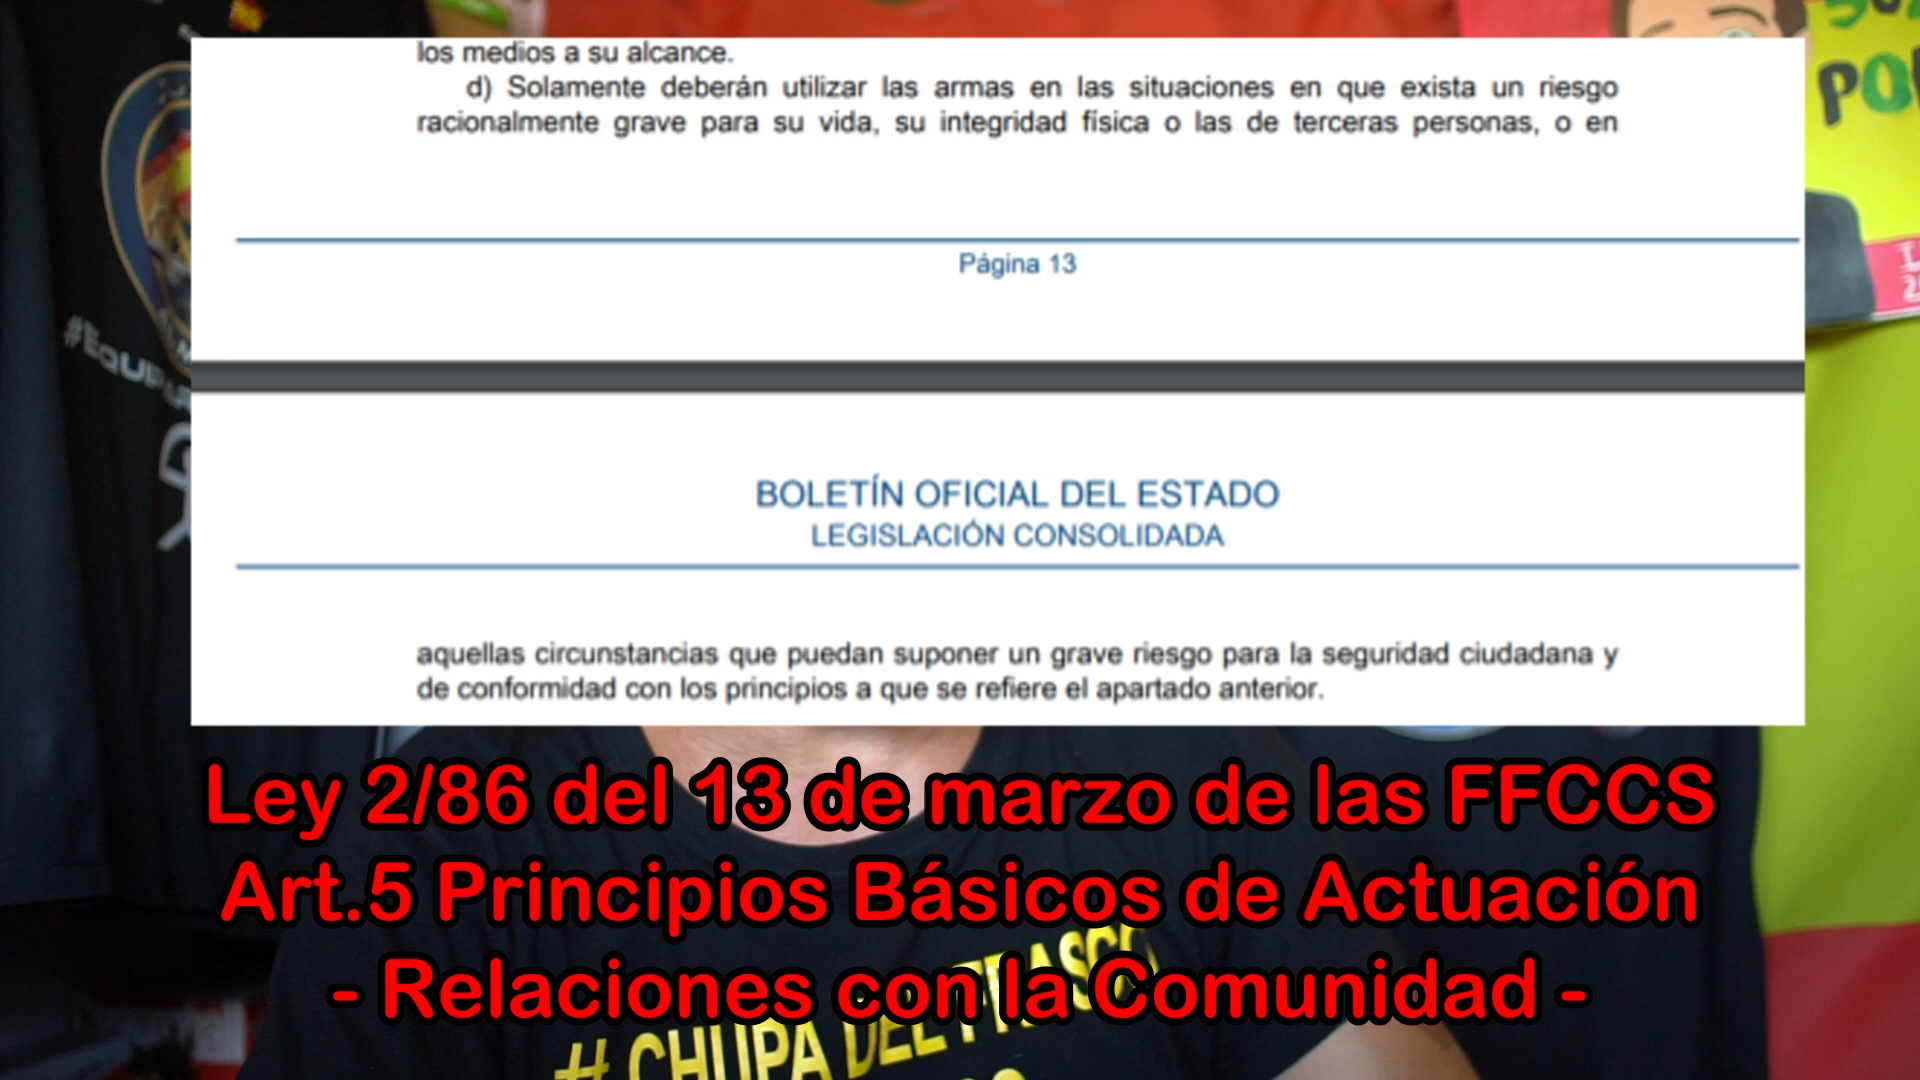 los medios a su alcance.
d) Solamente deberán utilizar las armas en las situaciones en que exista un riesgo
racionalmente grave para su vida, su integridad física o las de terceras personas, o en
Página 13
BOLETÍN OFICIAL DEL ESTADO
LEGISLACIÓN CONSOLIDADA
aquellas circunstancias que puedan suponer un grave riesgo para la seguridad ciudadana y
de conformidad con los principios a que se refiere el apartado anterior.
Ley 2/86 del 13 de marzo de las FFCCS
Art.5 Principios Básicos de Actuación
- Relaciones con la Comunidad -
# CHUPA DEL FRASCO